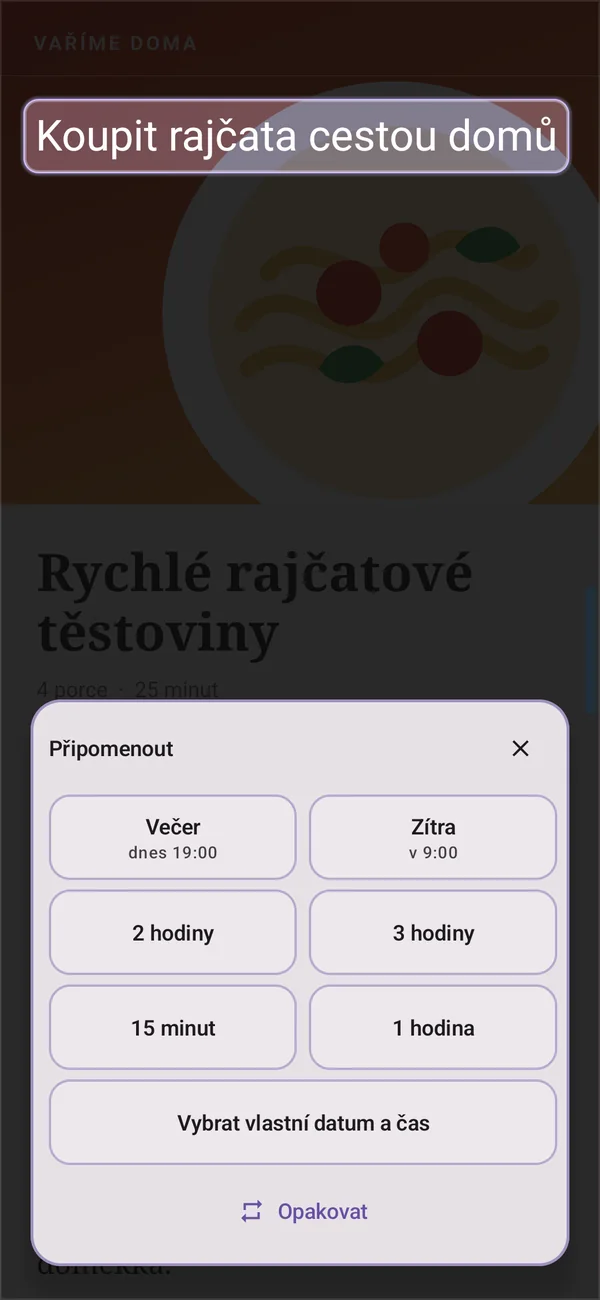 VAŘÍME DOMA
Koupit rajčata cestou domů
Rychlé rajčatové
těstoviny
4 porce · 25 minut
Připomenout
Večer
dnes 19:00
Zítra
v 9:00
2 hodiny
3 hodiny
15 minut
1 hodina
Vybrat vlastní datum a čas
Opakovat